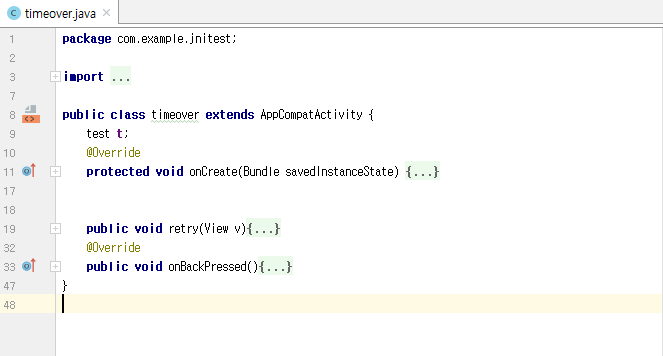 timeover.java
1 package com.example.jnitest;
2
3 import ...
7
8 public class timeover extends AppCompatActivity {
9 test t;
10 @Override
11 protected void onCreate(Bundle savedInstanceState) {...}
17
18
19 public void retry(View v){...}
32 @Override
33 public void onBackPressed(){...}
47 }
48